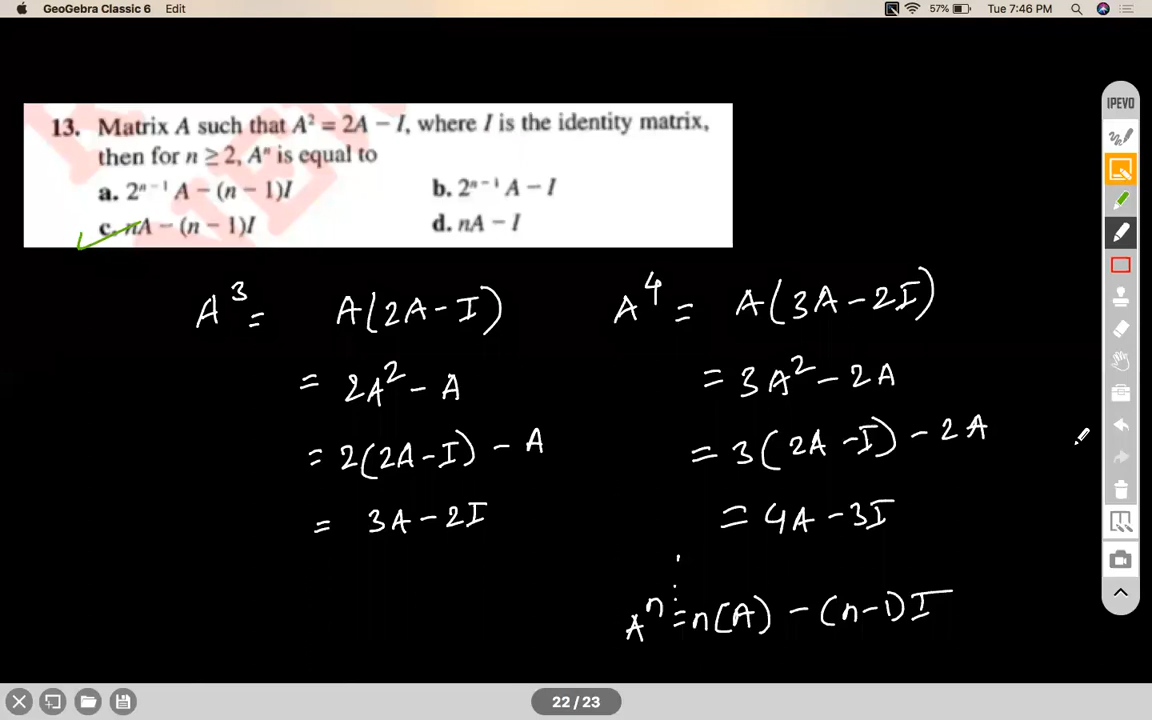 GeoGebra Classic 6 Edit 57% Tue 7:46 PM
IPEVO
13. Matrix A such that A² = 2A − I, where I is the identity matrix,
then for n ≥ 2, Aⁿ is equal to
a. 2ⁿ⁻¹ A − (n − 1)I b. 2ⁿ⁻¹ A − I
c. nA − (n − 1)I d. nA − I
A³ = A(2A − I)
= 2A² − A
= 2(2A − I) − A
= 3A − 2I
A⁴ = A(3A − 2I)
= 3A² − 2A
= 3(2A − I) − 2A
= 4A − 3I
Aⁿ = n(A) − (n−1)I
22 / 23